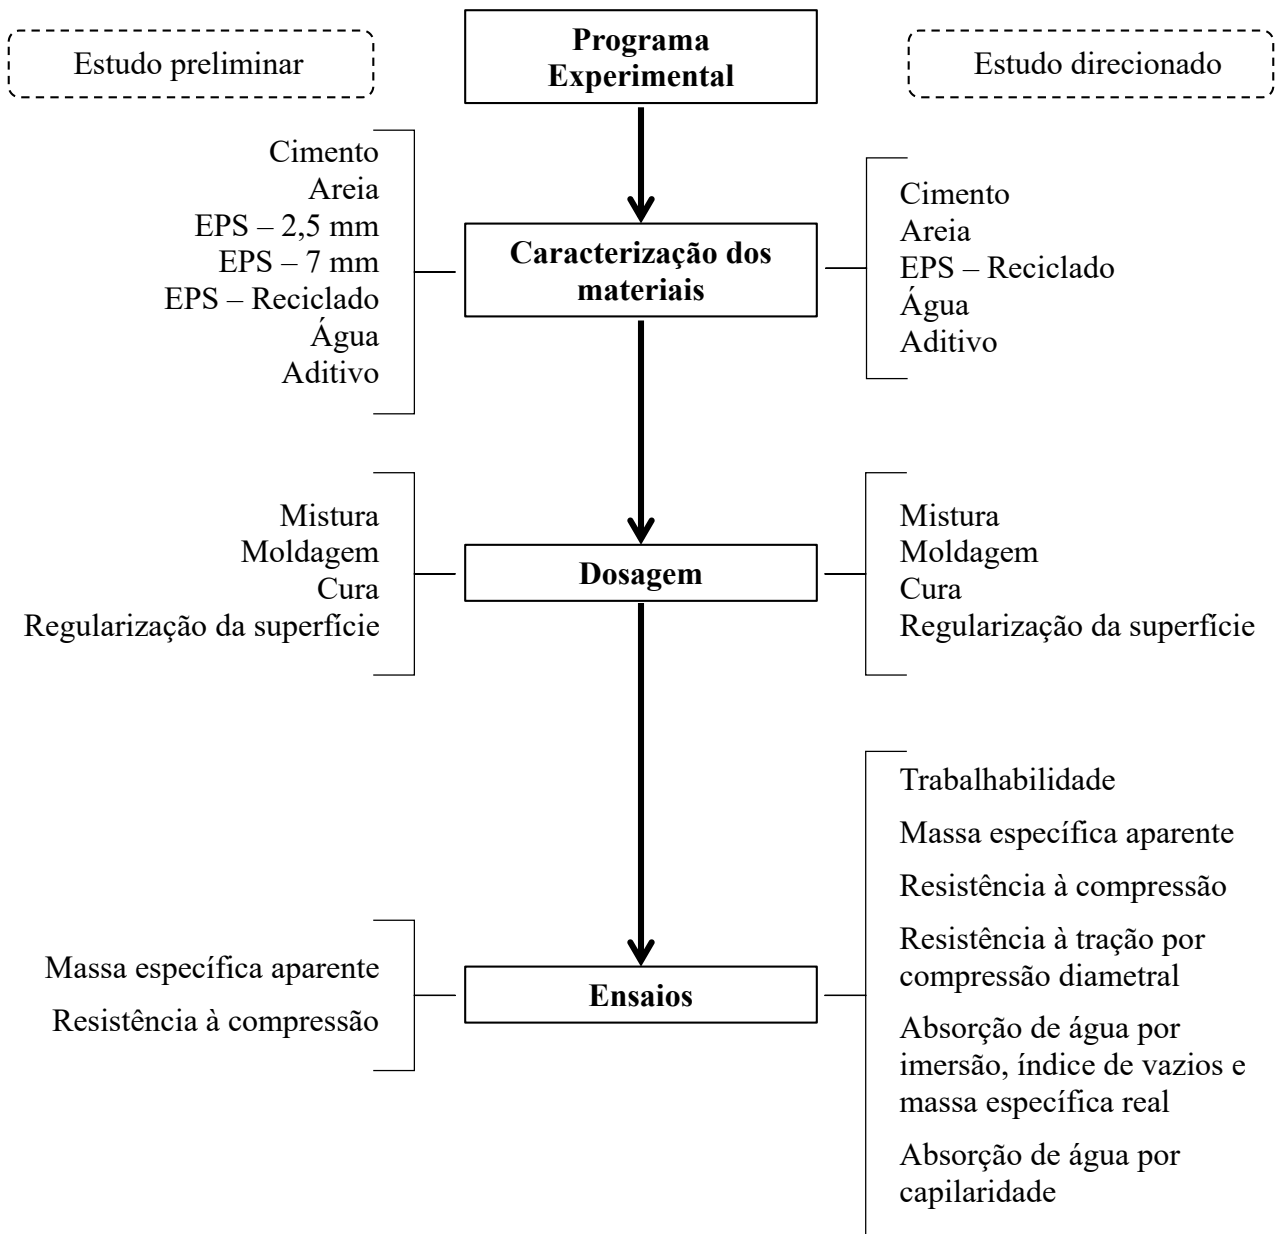 Estudo preliminar
Programa
Experimental
Estudo direcionado
Cimento
Areia
EPS – 2,5 mm
EPS – 7 mm
EPS – Reciclado
Água
Aditivo
Caracterização dos
materiais
Cimento
Areia
EPS – Reciclado
Água
Aditivo
Mistura
Moldagem
Cura
Regularização da superfície
Dosagem
Mistura
Moldagem
Cura
Regularização da superfície
Massa específica aparente
Resistência à compressão
Ensaios
Trabalhabilidade
Massa específica aparente
Resistência à compressão
Resistência à tração por
compressão diametral
Absorção de água por
imersão, índice de vazios e
massa específica real
Absorção de água por
capilaridade